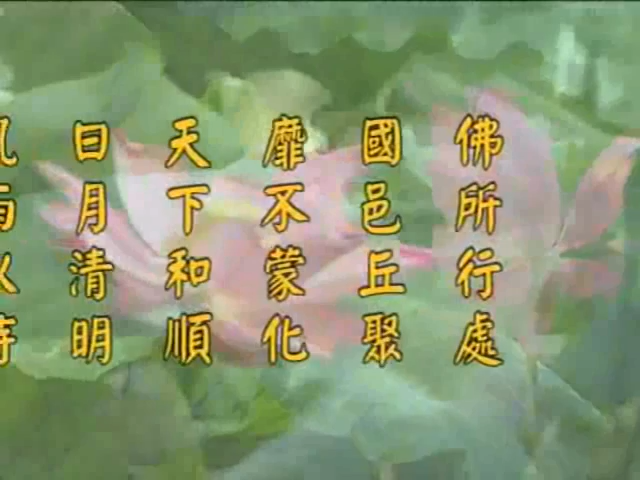 佛所行處
國邑丘聚
靡不蒙化
天下和順
日月清明